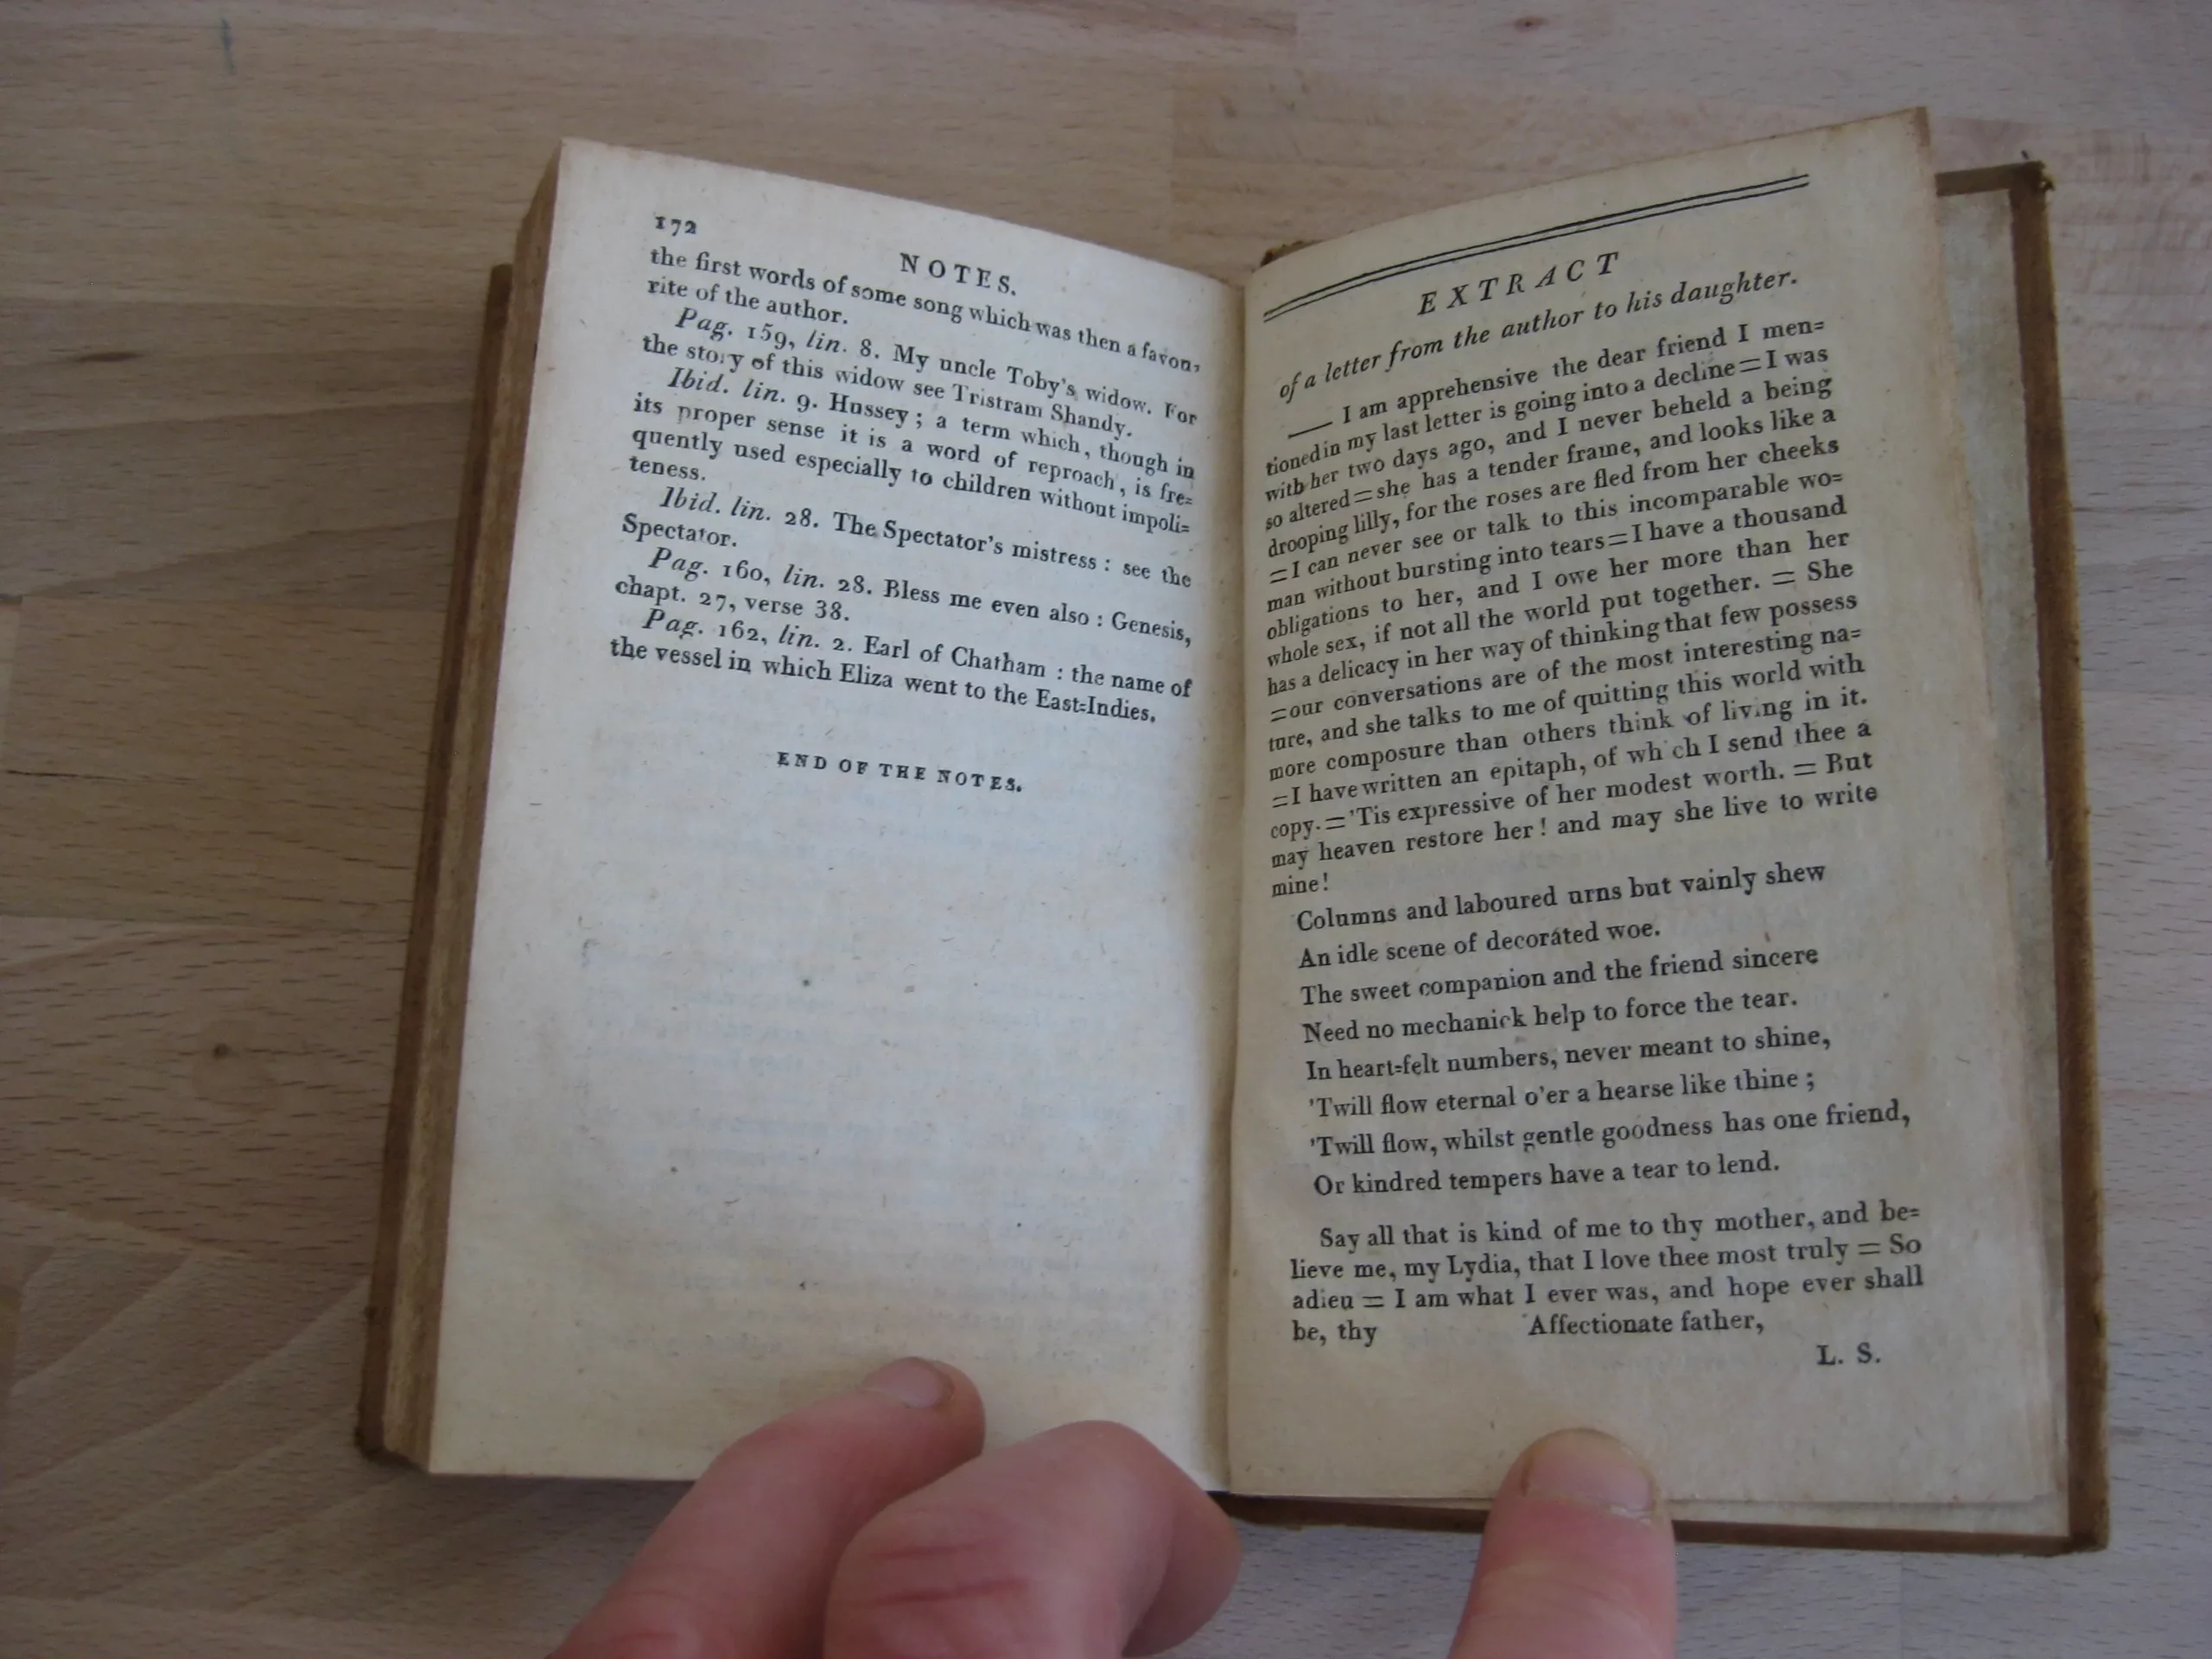 172
NOTES.
the first words of some song which was then a favou,
rite of the author.
Pag. 159, lin. 8. My uncle Toby's widow. For
the story of this widow see Tristram Shandy.
Ibid. lin. 9. Hussey; a term which, though in
its proper sense it is a word of reproach, is fre=
quently used especially to children without impoli=
teness.
Ibid. lin. 28. The Spectator's mistress: see the
Spectator.
Pag. 160, lin. 28. Bless me even also: Genesis,
chapt. 27, verse 38.
Pag. 162, lin. 2. Earl of Chatham: the name of
the vessel in which Eliza went to the East=Indies.
END OF THE NOTES.
EXTRACT
of a letter from the author to his daughter.
—— I am apprehensive the dear friend I men=
tioned in my last letter is going into a decline = I was
with her two days ago, and I never beheld a being
so altered = she has a tender frame, and looks like a
drooping lilly, for the roses are fled from her cheeks
= I can never see or talk to this incomparable wo=
man without bursting into tears = I have a thousand
obligations to her, and I owe her more than her
whole sex, if not all the world put together. = She
has a delicacy in her way of thinking that few possess
= our conversations are of the most interesting na=
ture, and she talks to me of quitting this world with
more composure than others think of living in it.
= I have written an epitaph, of which I send thee a
copy. = 'Tis expressive of her modest worth. = But
may heaven restore her! and may she live to write
mine!
Columns and laboured urns but vainly shew
An idle scene of decorated woe.
The sweet companion and the friend sincere
Need no mechanick help to force the tear.
In heart=felt numbers, never meant to shine,
'Twill flow eternal o'er a hearse like thine;
'Twill flow, whilst gentle goodness has one friend,
Or kindred tempers have a tear to lend.
Say all that is kind of me to thy mother, and be=
lieve me, my Lydia, that I love thee most truly = So
adieu = I am what I ever was, and hope ever shall
be, thy Affectionate father,
L. S.